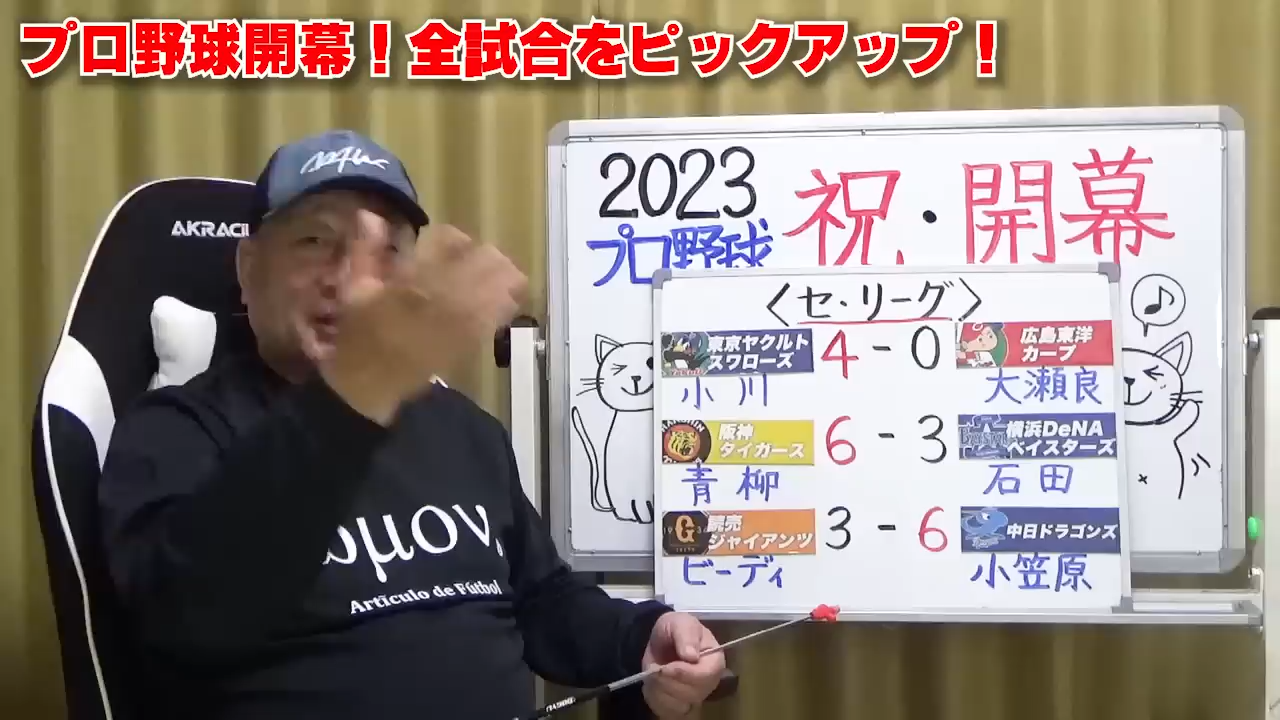 プロ野球開幕！全試合をピックアップ！
2023
プロ野球
祝・開幕
〈セ・リーグ〉
東京ヤクルト
スワローズ
4 - 0
広島東洋
カープ
小川
大瀬良
阪神
タイガース
6 - 3
横浜DeNA
ベイスターズ
青柳
石田
読売
ジャイアンツ
3 - 6
中日ドラゴンズ
ビーディ
小笠原
AKRACI
Artículo de Fútbol